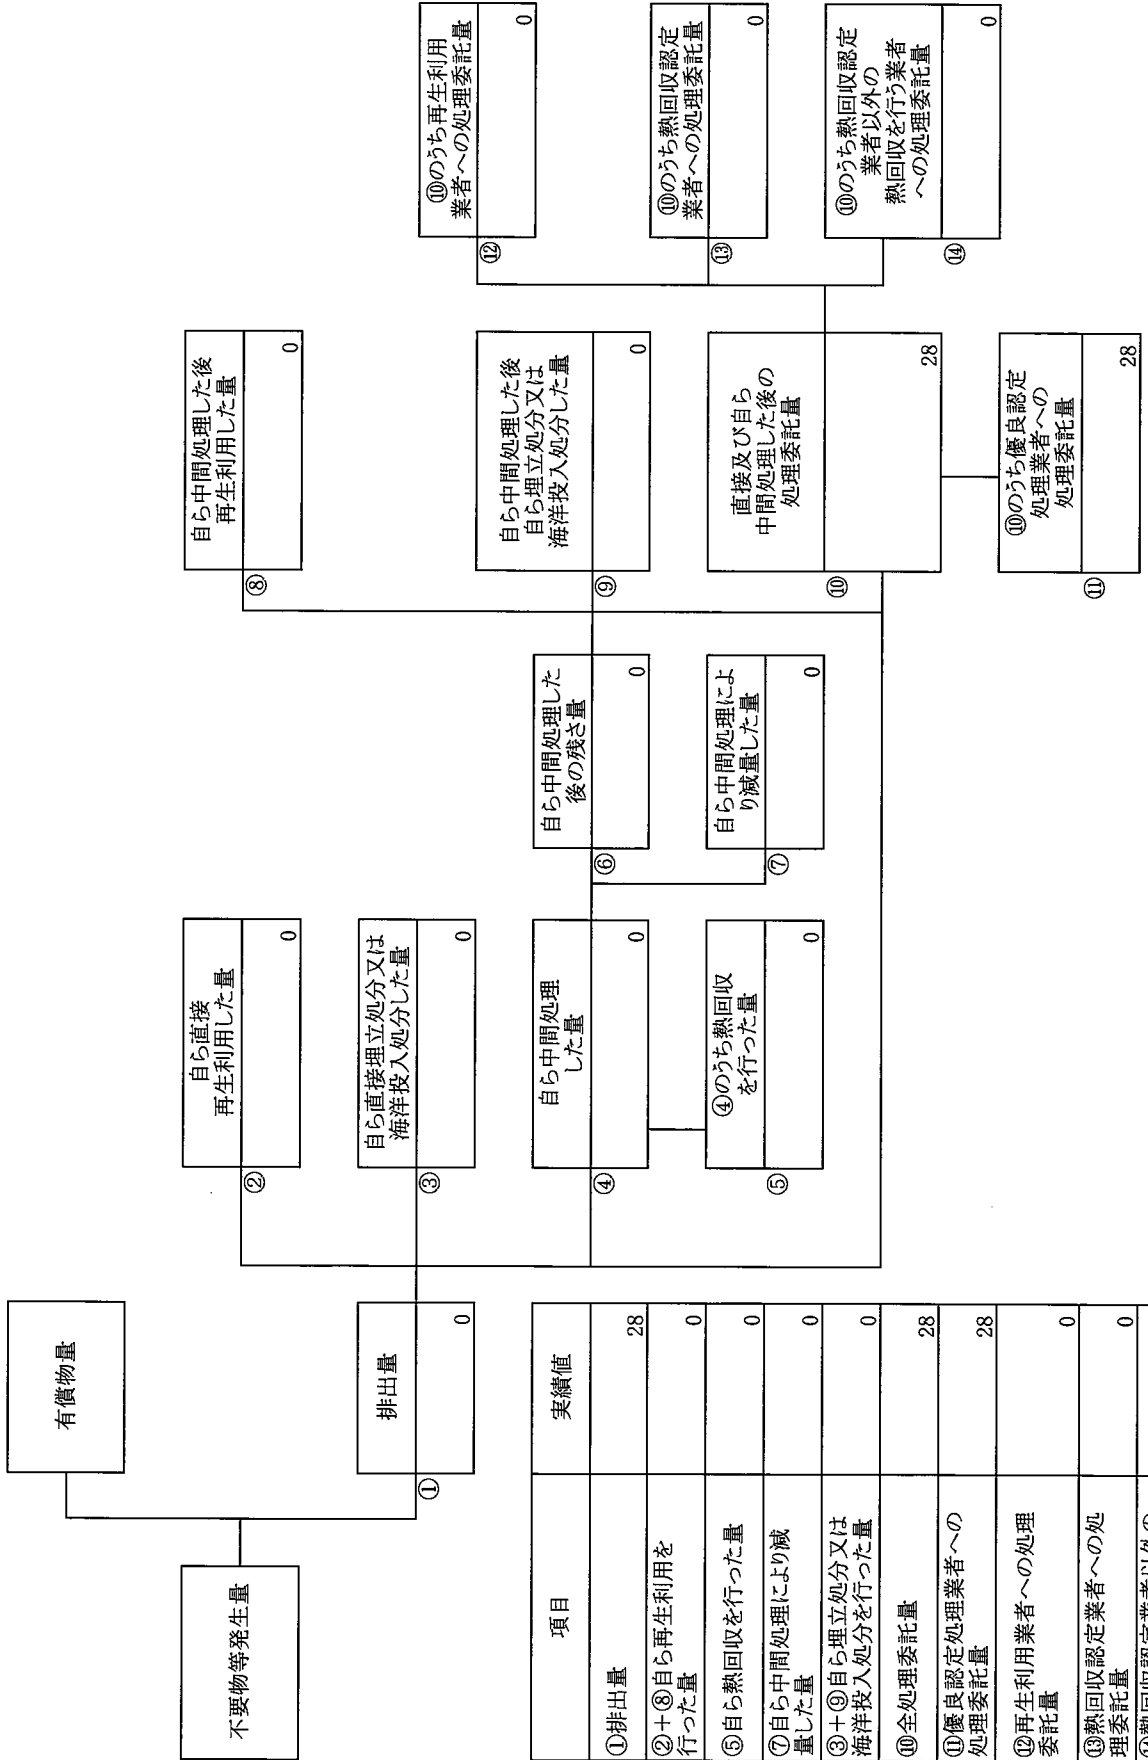 不要物等発生量
有償物量
①
排出量
0
②
自ら直接
再生利用した量
0
③
自ら直接埋立処分又は
海洋投入処分した量
0
④
自ら中間処理
した量
0
⑤
④のうち熱回収
を行った量
0
⑥
自ら中間処理した
後の残さ量
0
⑦
自ら中間処理によ
り減量した量
0
⑧
自ら中間処理した後
再生利用した量
0
⑨
自ら中間処理した後
自ら埋立処分又は
海洋投入処分した量
0
⑩
直接及び自ら
中間処理した後の
処理委託量
28
⑪
⑩のうち優良認定
処理業者への
処理委託量
28
⑫
⑩のうち再生利用
業者への処理委託量
0
⑬
⑩のうち熱回収認定
業者への処理委託量
0
⑭
⑩のうち熱回収認定
業者以外の
熱回収を行う業者
への処理委託量
0
項目 実績値
①排出量 28
②+⑧自ら再生利用を
行った量 0
⑤自ら熱回収を行った量 0
⑦自ら中間処理により減
量した量 0
③+⑨自ら埋立処分又は
海洋投入処分を行った量 0
⑩全処理委託量 28
⑪優良認定処理業者への
処理委託量 28
⑫再生利用業者への処理
委託量 0
⑬熱回収認定業者への処
理委託量 0